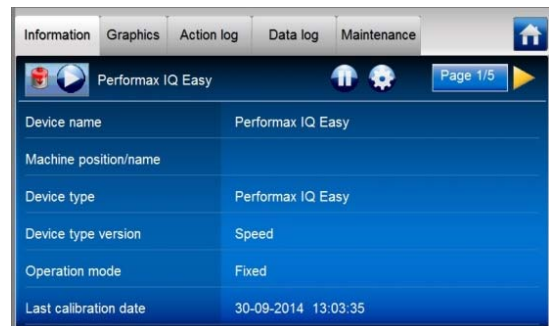 Information Graphics Action log Data log Maintenance
Performax IQ Easy Page 1/5
Device name Performax IQ Easy
Machine position/name
Device type Performax IQ Easy
Device type version Speed
Operation mode Fixed
Last calibration date 30-09-2014 13:03:35